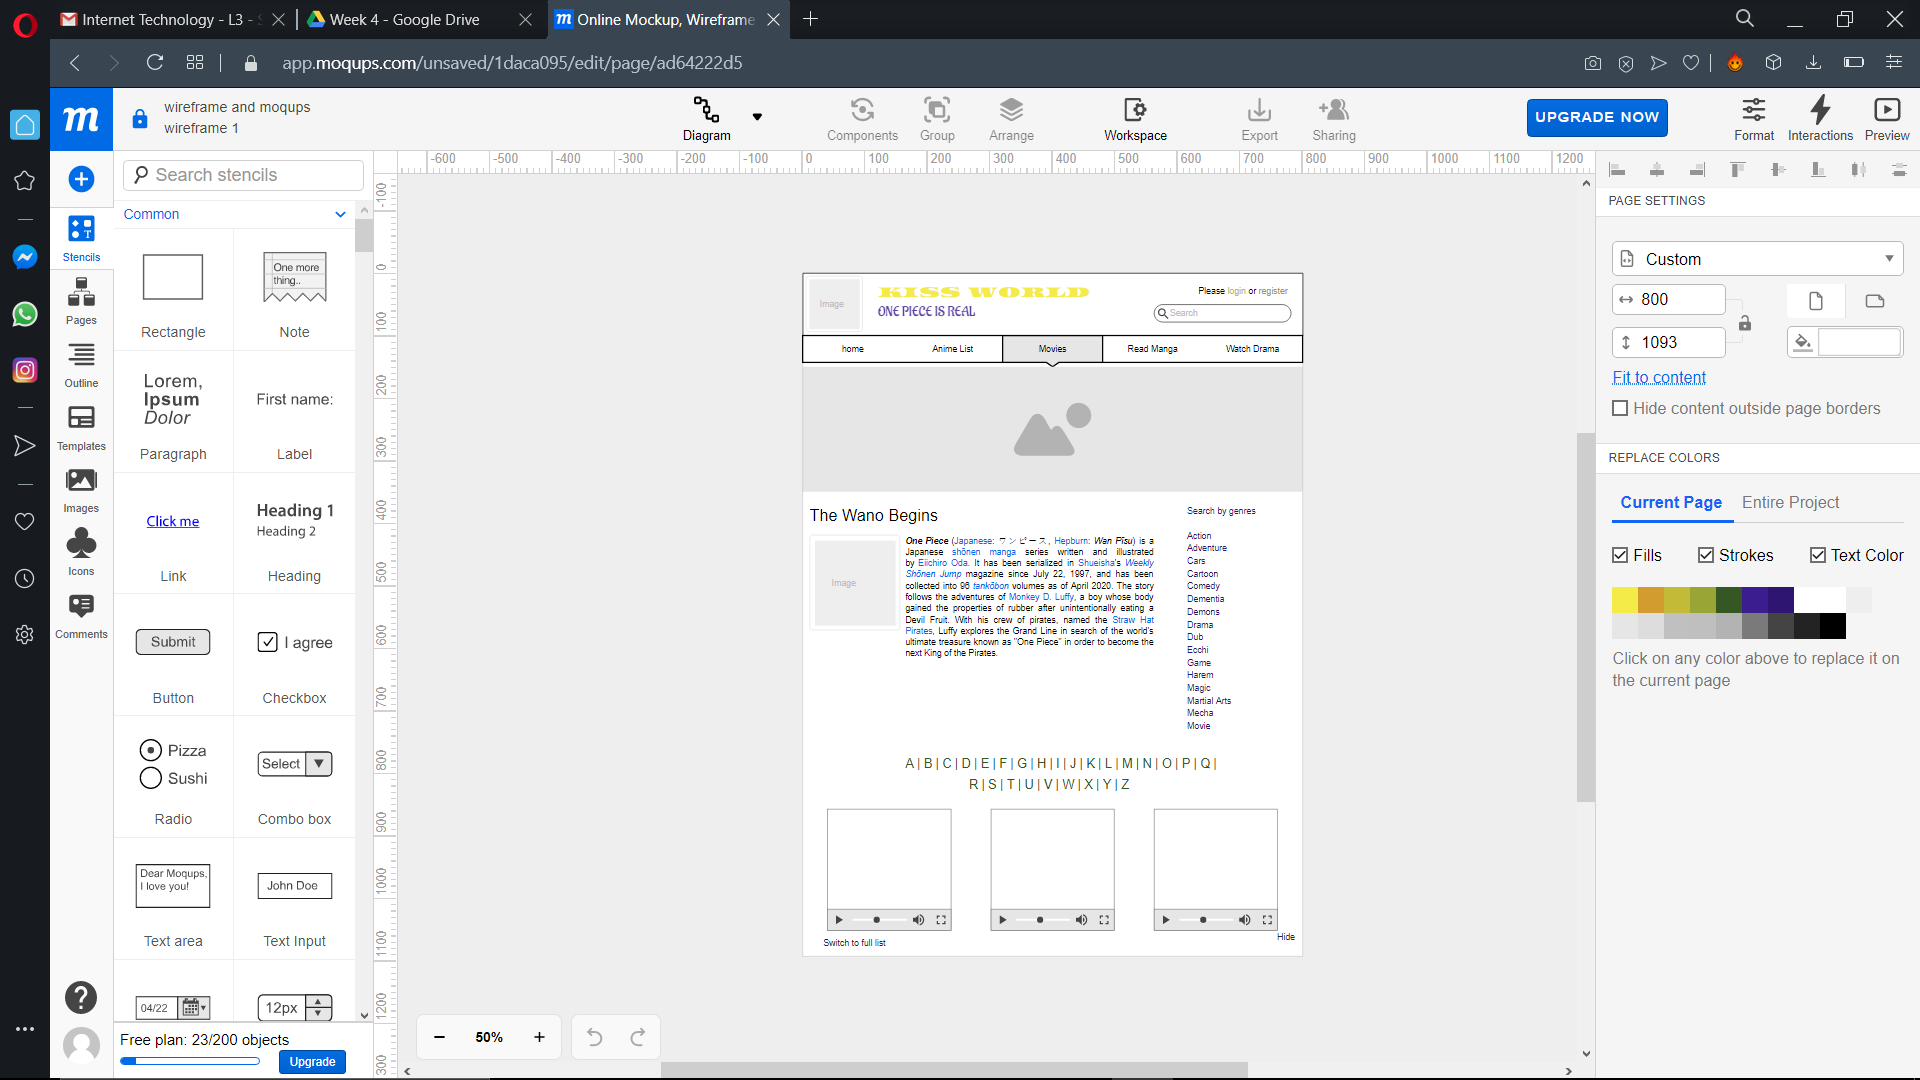 Internet Technology - L3 - S
Week 4 - Google Drive
Online Mockup, Wireframe
app.moqups.com/unsaved/1daca095/edit/page/ad64222d5
m
wireframe and moqups
wireframe 1
Diagram
Components
Group
Arrange
Workspace
Export
Sharing
UPGRADE NOW
Format
Interactions
Preview
Search stencils
Common
Stencils
Pages
Outline
Templates
Images
Icons
Comments
One more
thing..
Rectangle
Note
Lorem,
Ipsum
Dolor
First name:
Paragraph
Label
Click me
Heading 1
Heading 2
Link
Heading
Submit
I agree
Button
Checkbox
Pizza
Sushi
Select
Radio
Combo box
Dear Moqups,
I love you!
John Doe
Text area
Text Input
04/22
12px
Free plan: 23/200 objects
Upgrade
-600 -500 -400 -300 -200 -100 0 100 200 300 400 500 600 700 800 900 1000 1100 1200
-100 0 100 200 300 400 500 600 700 800 900 1000 1100 1200 1300
Image
KISS WORLD
ONE PIECE IS REAL
Please login or register
Search
home
Anime List
Movies
Read Manga
Watch Drama
The Wano Begins
Image
One Piece (Japanese: ワンピース, Hepburn: Wan Pīsu) is a
Japanese shōnen manga series written and illustrated
by Eiichiro Oda. It has been serialized in Shueisha's Weekly
Shōnen Jump magazine since July 22, 1997, and has been
collected into 96 tankōbon volumes as of April 2020. The story
follows the adventures of Monkey D. Luffy, a boy whose body
gained the properties of rubber after unintentionally eating a
Devil Fruit. With his crew of pirates, named the Straw Hat
Pirates, Luffy explores the Grand Line in search of the world's
ultimate treasure known as "One Piece" in order to become the
next King of the Pirates.
Search by genres
Action
Adventure
Cars
Cartoon
Comedy
Dementia
Demons
Drama
Dub
Ecchi
Game
Harem
Magic
Martial Arts
Mecha
Movie
A | B | C | D | E | F | G | H | I | J | K | L | M | N | O | P | Q |
R | S | T | U | V | W | X | Y | Z
Switch to full list
Hide
50%
PAGE SETTINGS
Custom
800
1093
Fit to content
Hide content outside page borders
REPLACE COLORS
Current Page
Entire Project
Fills
Strokes
Text Color
Click on any color above to replace it on
the current page